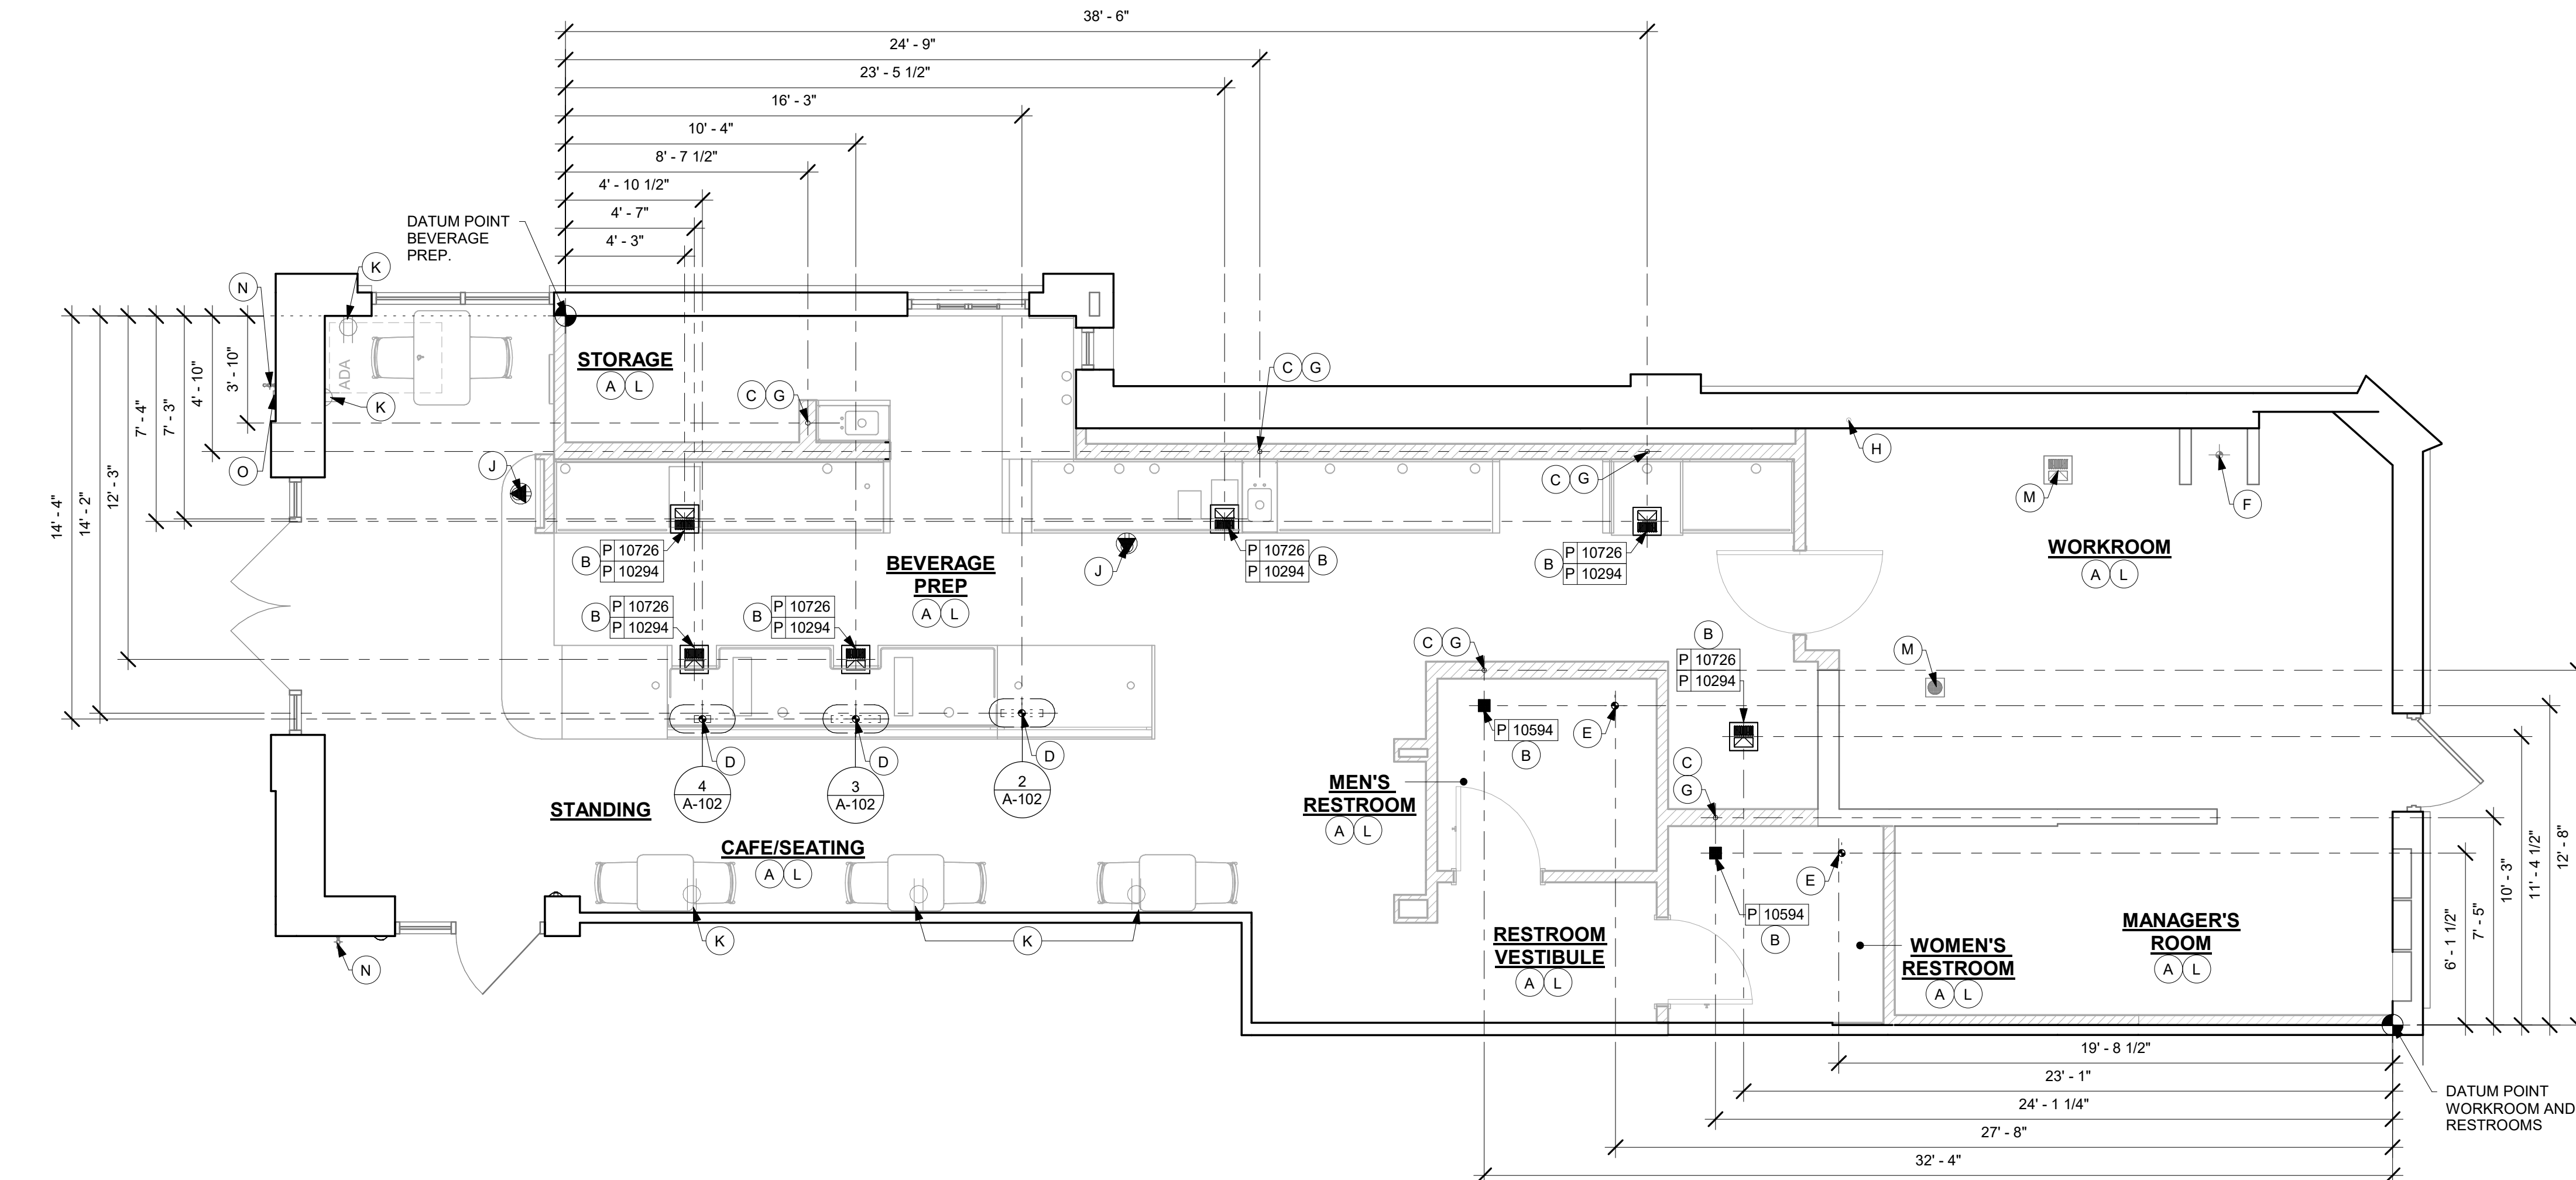 38' - 6"
24' - 9"
23' - 5 1/2"
16' - 3"
10' - 4"
8' - 7 1/2"
4' - 10 1/2"
4' - 7"
4' - 3"
DATUM POINT
BEVERAGE
PREP.
K
N
K
O
ADA
14' - 4"
14' - 2"
12' - 3"
7' - 4"
7' - 3"
4' - 10"
3' - 10"
STORAGE
A L
C G
C G
C G
H
J
J
M
F
B
P 10726
P 10294
P 10726
P 10294
B
B
P 10726
P 10294
BEVERAGE
PREP
A L
WORKROOM
A L
B
P 10726
P 10294
B
P 10726
P 10294
C G
B
P 10726
P 10294
M
D
D
D
4
A-102
3
A-102
2
A-102
P 10594
B
E
C
G
STANDING
CAFE/SEATING
A L
MEN'S
RESTROOM
A L
E
P 10594
B
K
K
N
RESTROOM
VESTIBULE
A L
WOMEN'S
RESTROOM
A L
MANAGER'S
ROOM
A L
6' - 1 1/2"
7' - 5"
10' - 3"
11' - 4 1/2"
12' - 8"
19' - 8 1/2"
23' - 1"
24' - 1 1/4"
27' - 8"
32' - 4"
DATUM POINT
WORKROOM AND
RESTROOMS